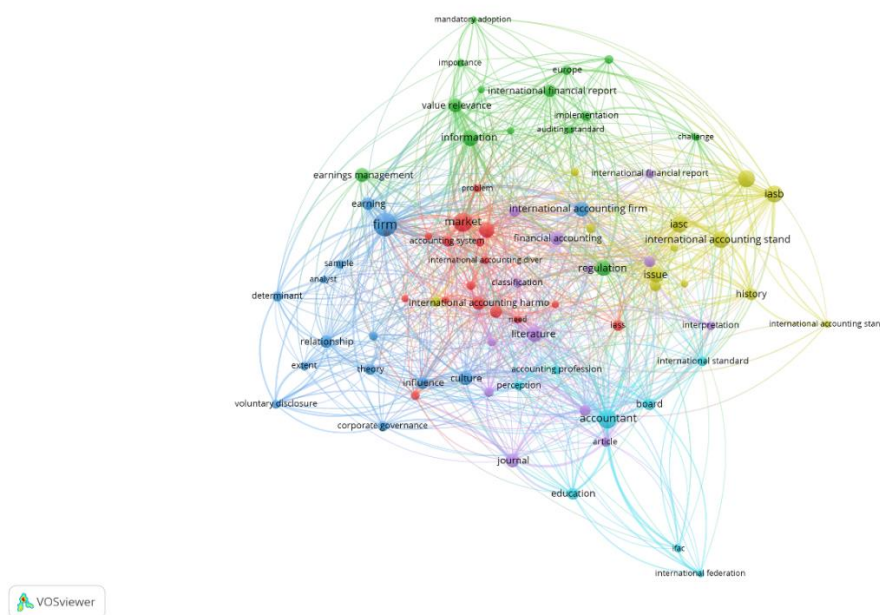 mandatory adoption
importance
europe
international financial report
value relevance
implementation
auditing standard
information
challenge
earnings management
international financial report
problem
iasb
earning
international accounting firm
firm
market
iasc
accounting system
financial accounting
international accounting stand
international accounting diver
sample
regulation
issue
analyst
classification
determinant
history
international accounting harmo
need
less
interpretation
international accounting stan
literature
relationship
international standard
extent
theory
accounting profession
influence
culture
perception
voluntary disclosure
board
accountant
corporate governance
article
journal
education
ifac
international federation
VOSviewer